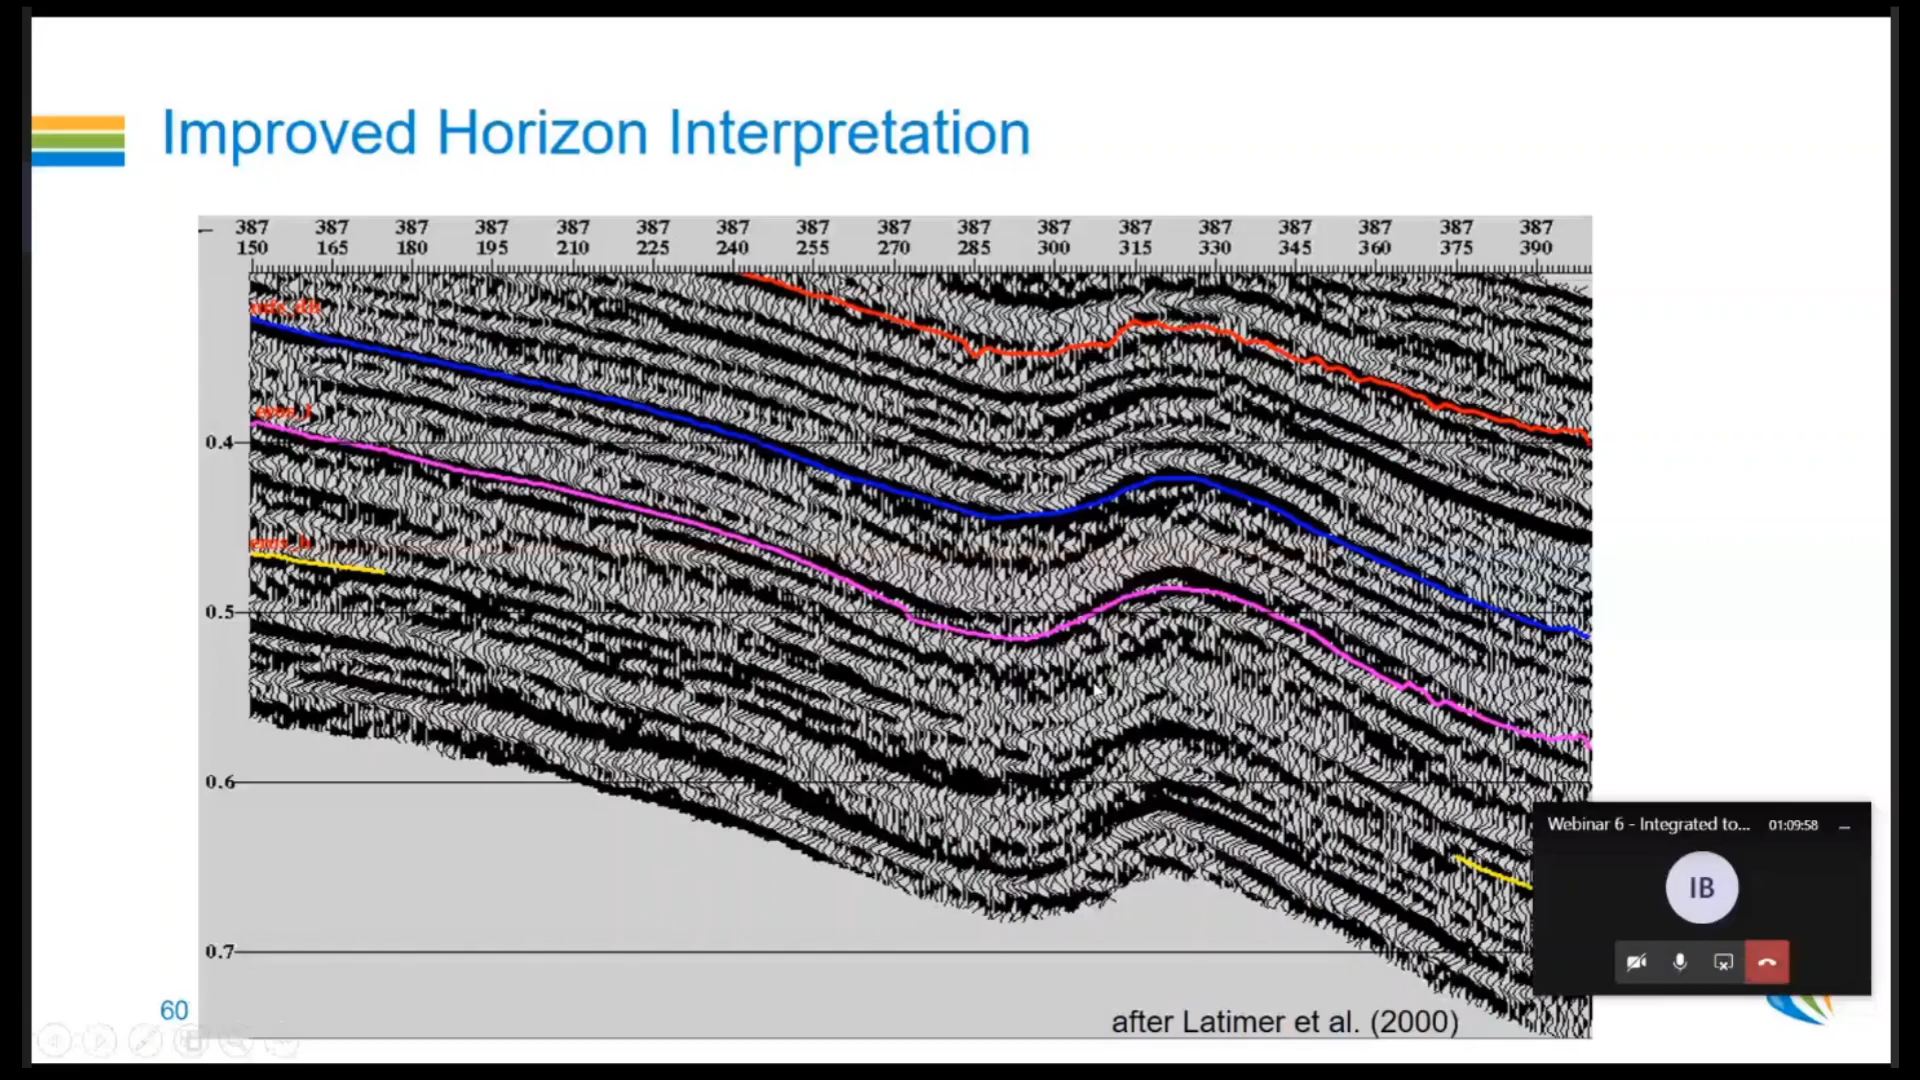 Improved Horizon Interpretation
387 387 387 387 387 387 387 387 387 387 387 387 387 387 387 387 387
150 165 180 195 210 225 240 255 270 285 300 315 330 345 360 375 390
0.4
0.5
0.6
0.7
Webinar 6 - Integrated to... 01:09:58
IB
60
after Latimer et al. (2000)